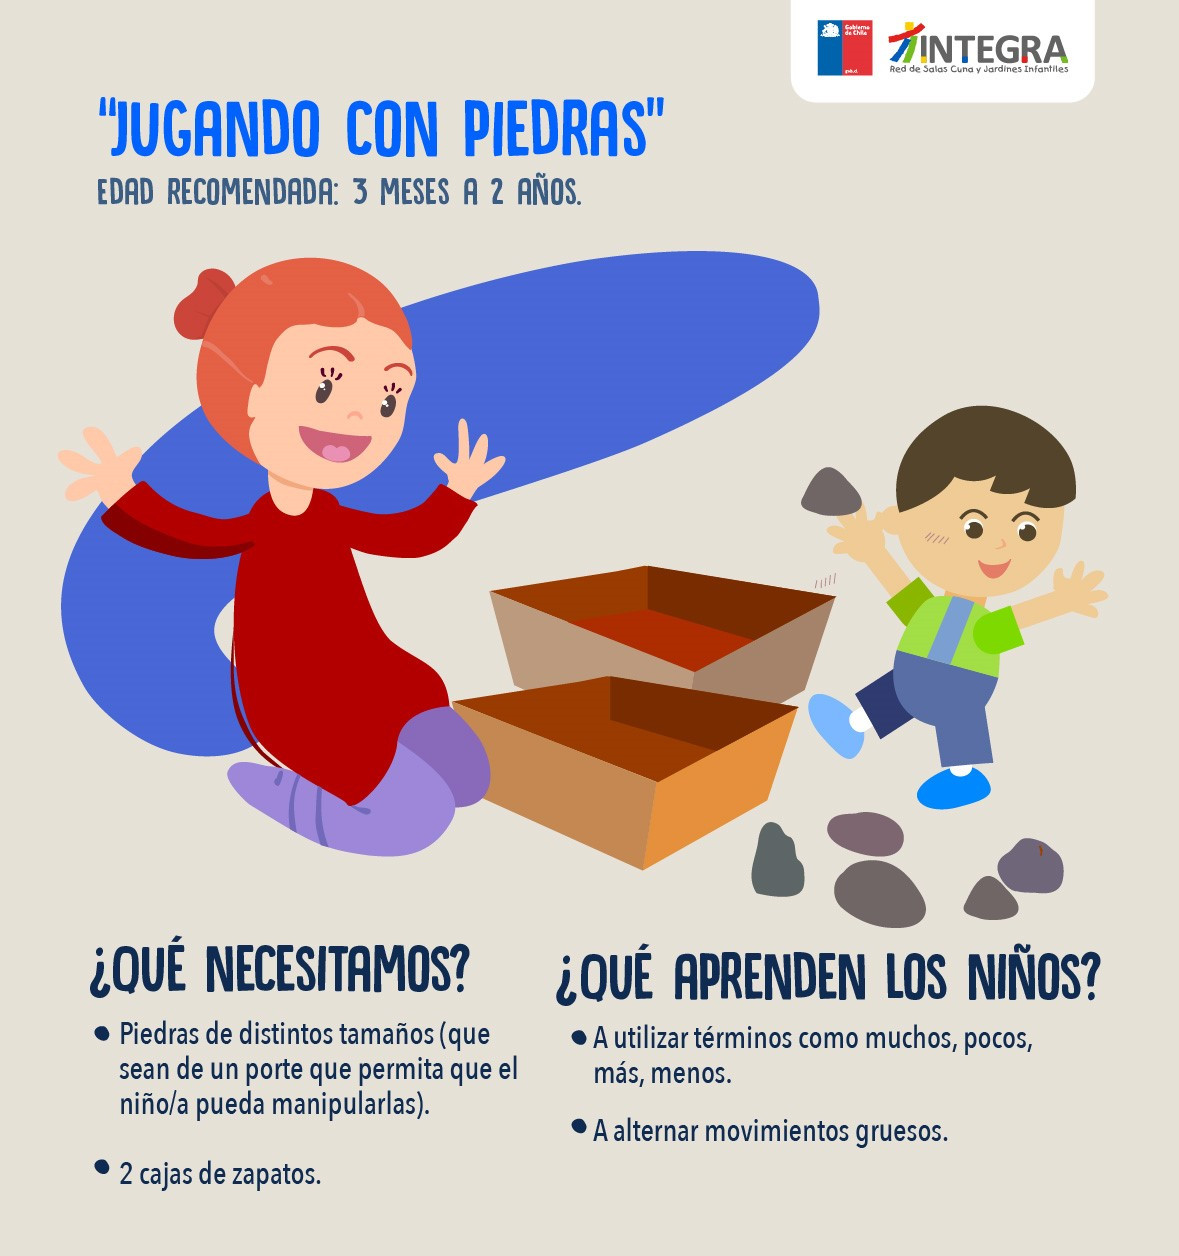 Gobierno
de Chile
gob.cl
INTEGRA
Red de Salas Cuna y Jardines Infantiles
"JUGANDO CON PIEDRAS"
EDAD RECOMENDADA: 3 MESES A 2 AÑOS.
¿QUÉ NECESITAMOS?
Piedras de distintos tamaños (que
sean de un porte que permita que el
niño/a pueda manipularlas).
2 cajas de zapatos.
¿QUÉ APRENDEN LOS NIÑOS?
A utilizar términos como muchos, pocos,
más, menos.
A alternar movimientos gruesos.